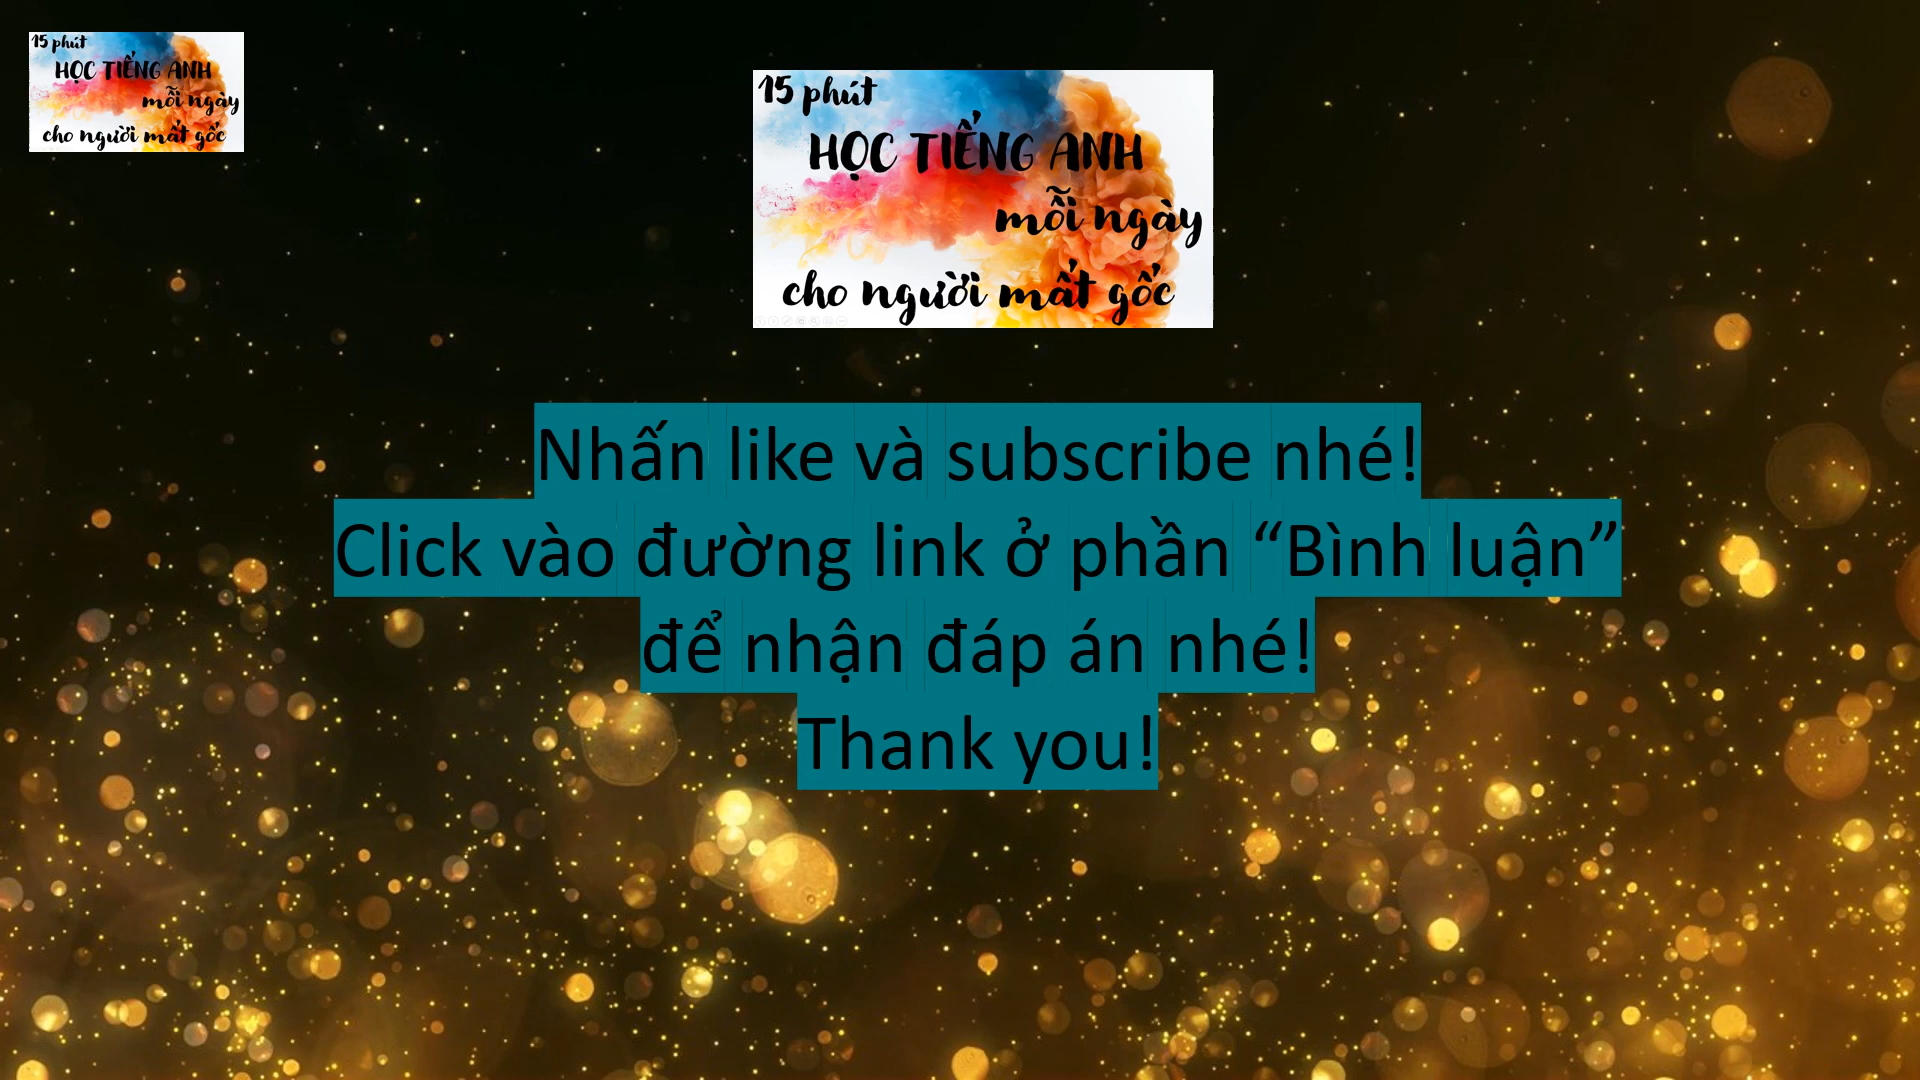 15 phút
HỌC TIẾNG ANH
mỗi ngày
cho người mất gốc
15 phút
HỌC TIẾNG ANH
mỗi ngày
cho người mất gốc
Nhấn like và subscribe nhé!
Click vào đường link ở phần “Bình luận”
để nhận đáp án nhé!
Thank you!